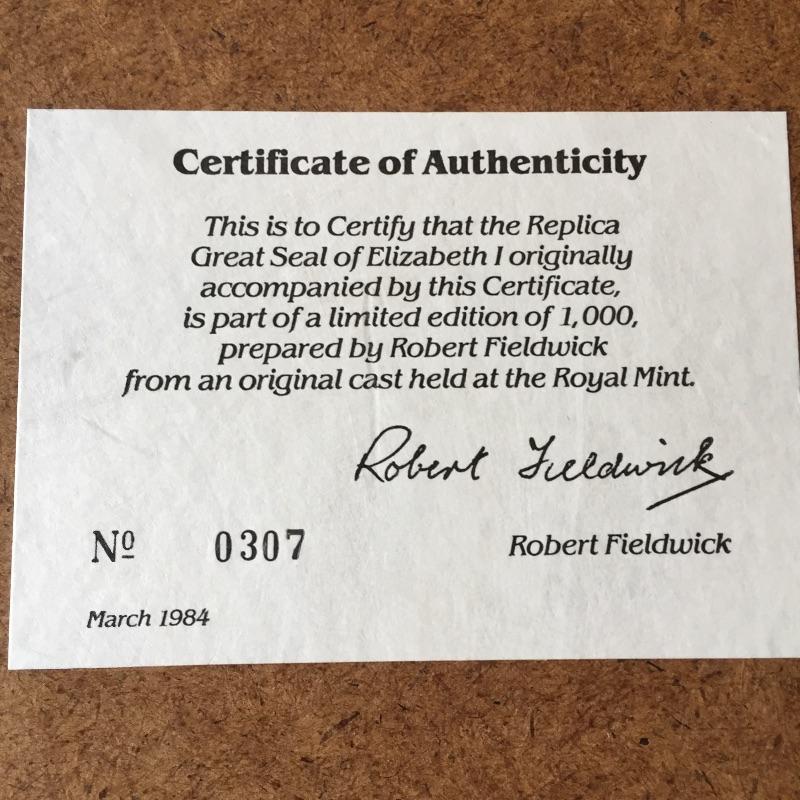 Certificate of Authenticity
This is to Certify that the Replica
Great Seal of Elizabeth I originally
accompanied by this Certificate,
is part of a limited edition of 1,000,
prepared by Robert Fieldwick
from an original cast held at the Royal Mint.
Robert Fieldwick
Nº 0307
Robert Fieldwick
March 1984